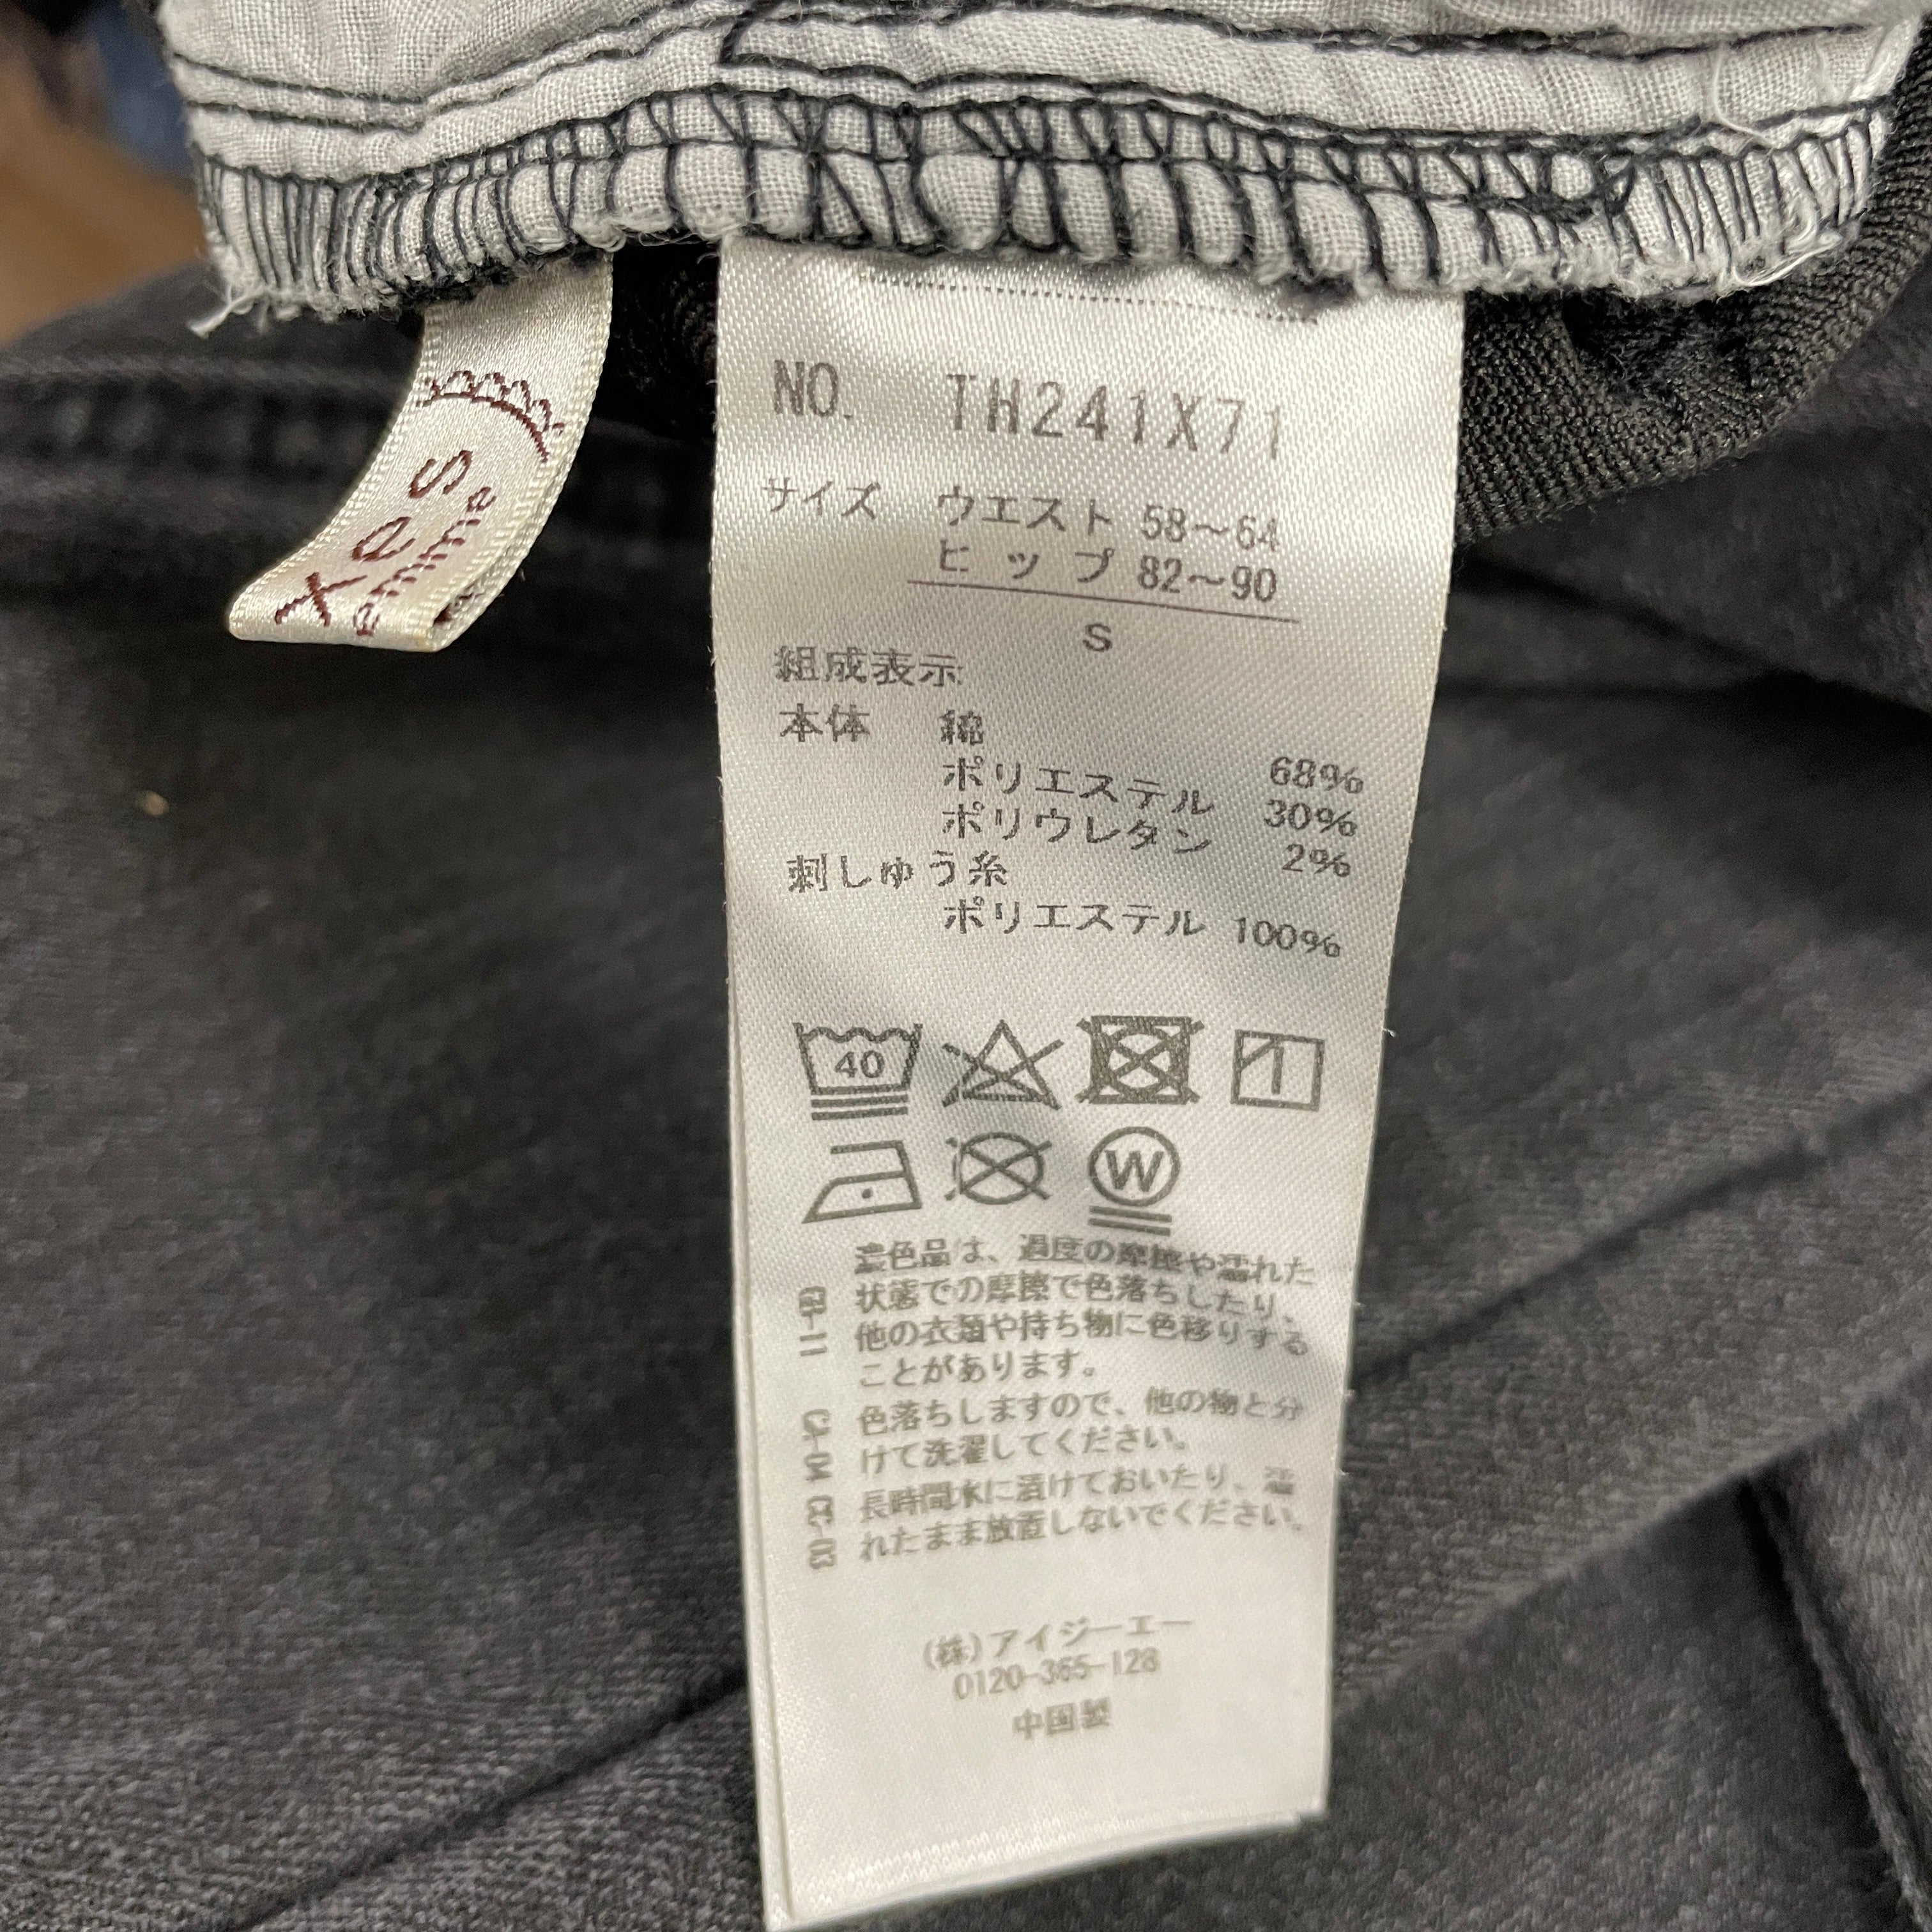 xes
emme
NO. TH241X71
サイズ ウエスト 58～64
ヒップ 82～90
S
組成表示
本体 綿 68%
ポリエステル 30%
ポリウレタン 2%
刺しゅう糸
ポリエステル 100%
40
W
濃色品は、過度の摩擦や濡れた
状態での摩擦で色落ちしたり、
他の衣類や持ち物に色移りする
ことがあります。
色落ちしますので、他の物と分
けて洗濯してください。
長時間水に漬けておいたり、濡
れたまま放置しないでください。
(株)アイジーエー
0120-365-128
中国製